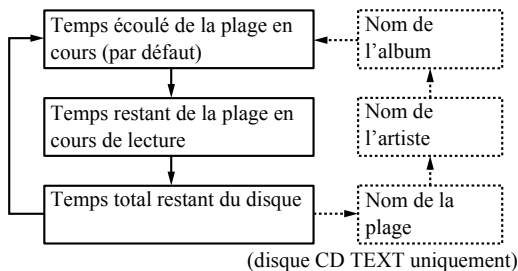 Temps écoulé de la plage en
cours (par défaut)
Temps restant de la plage en
cours de lecture
Temps total restant du disque
Nom de la
plage
Nom de
l’artiste
Nom de
l’album
(disque CD TEXT uniquement)